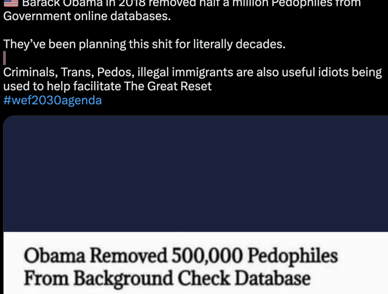 Barack Obama in 2018 removed half a million Pedophiles from
Government online databases.
They've been planning this shit for literally decades.
Criminals, Trans, Pedos, illegal immigrants are also useful idiots being
used to help facilitate The Great Reset
#wef2030agenda
Obama Removed 500,000 Pedophiles
From Background Check Database